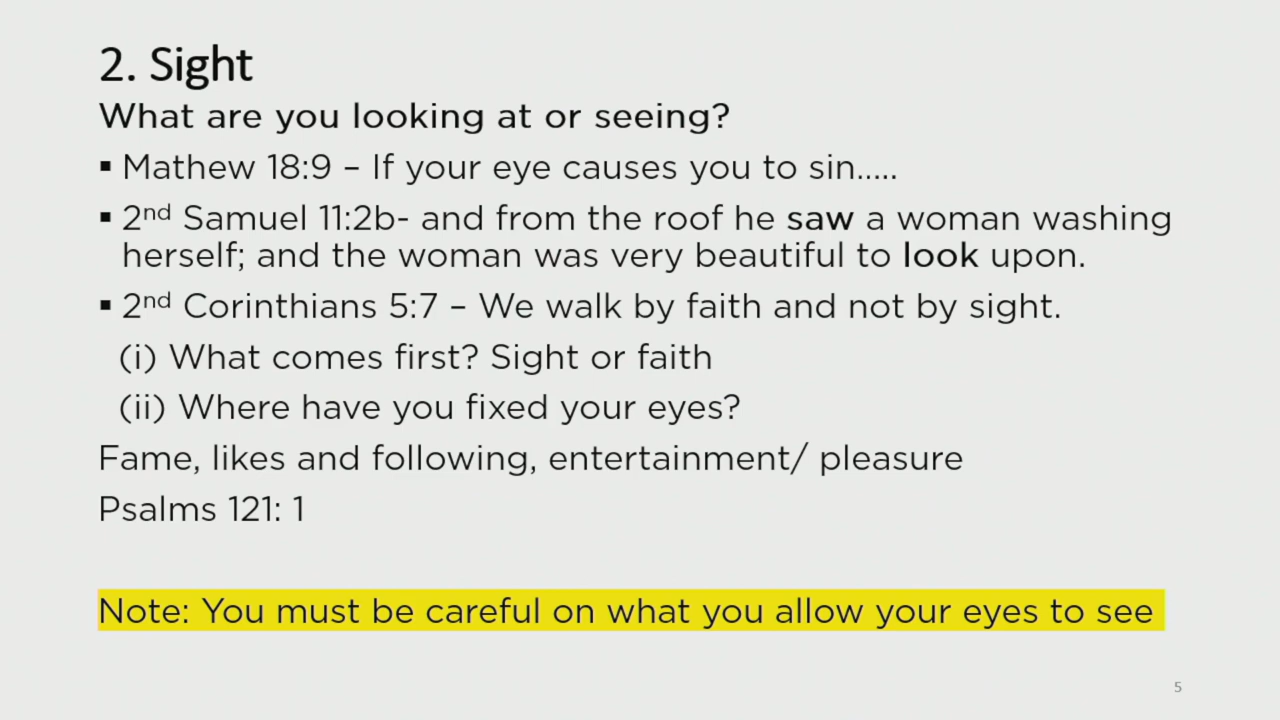 2. Sight
What are you looking at or seeing?
▪ Mathew 18:9 – If your eye causes you to sin.....
▪ 2nd Samuel 11:2b- and from the roof he saw a woman washing
herself; and the woman was very beautiful to look upon.
▪ 2nd Corinthians 5:7 – We walk by faith and not by sight.
(i) What comes first? Sight or faith
(ii) Where have you fixed your eyes?
Fame, likes and following, entertainment/ pleasure
Psalms 121: 1
Note: You must be careful on what you allow your eyes to see
5